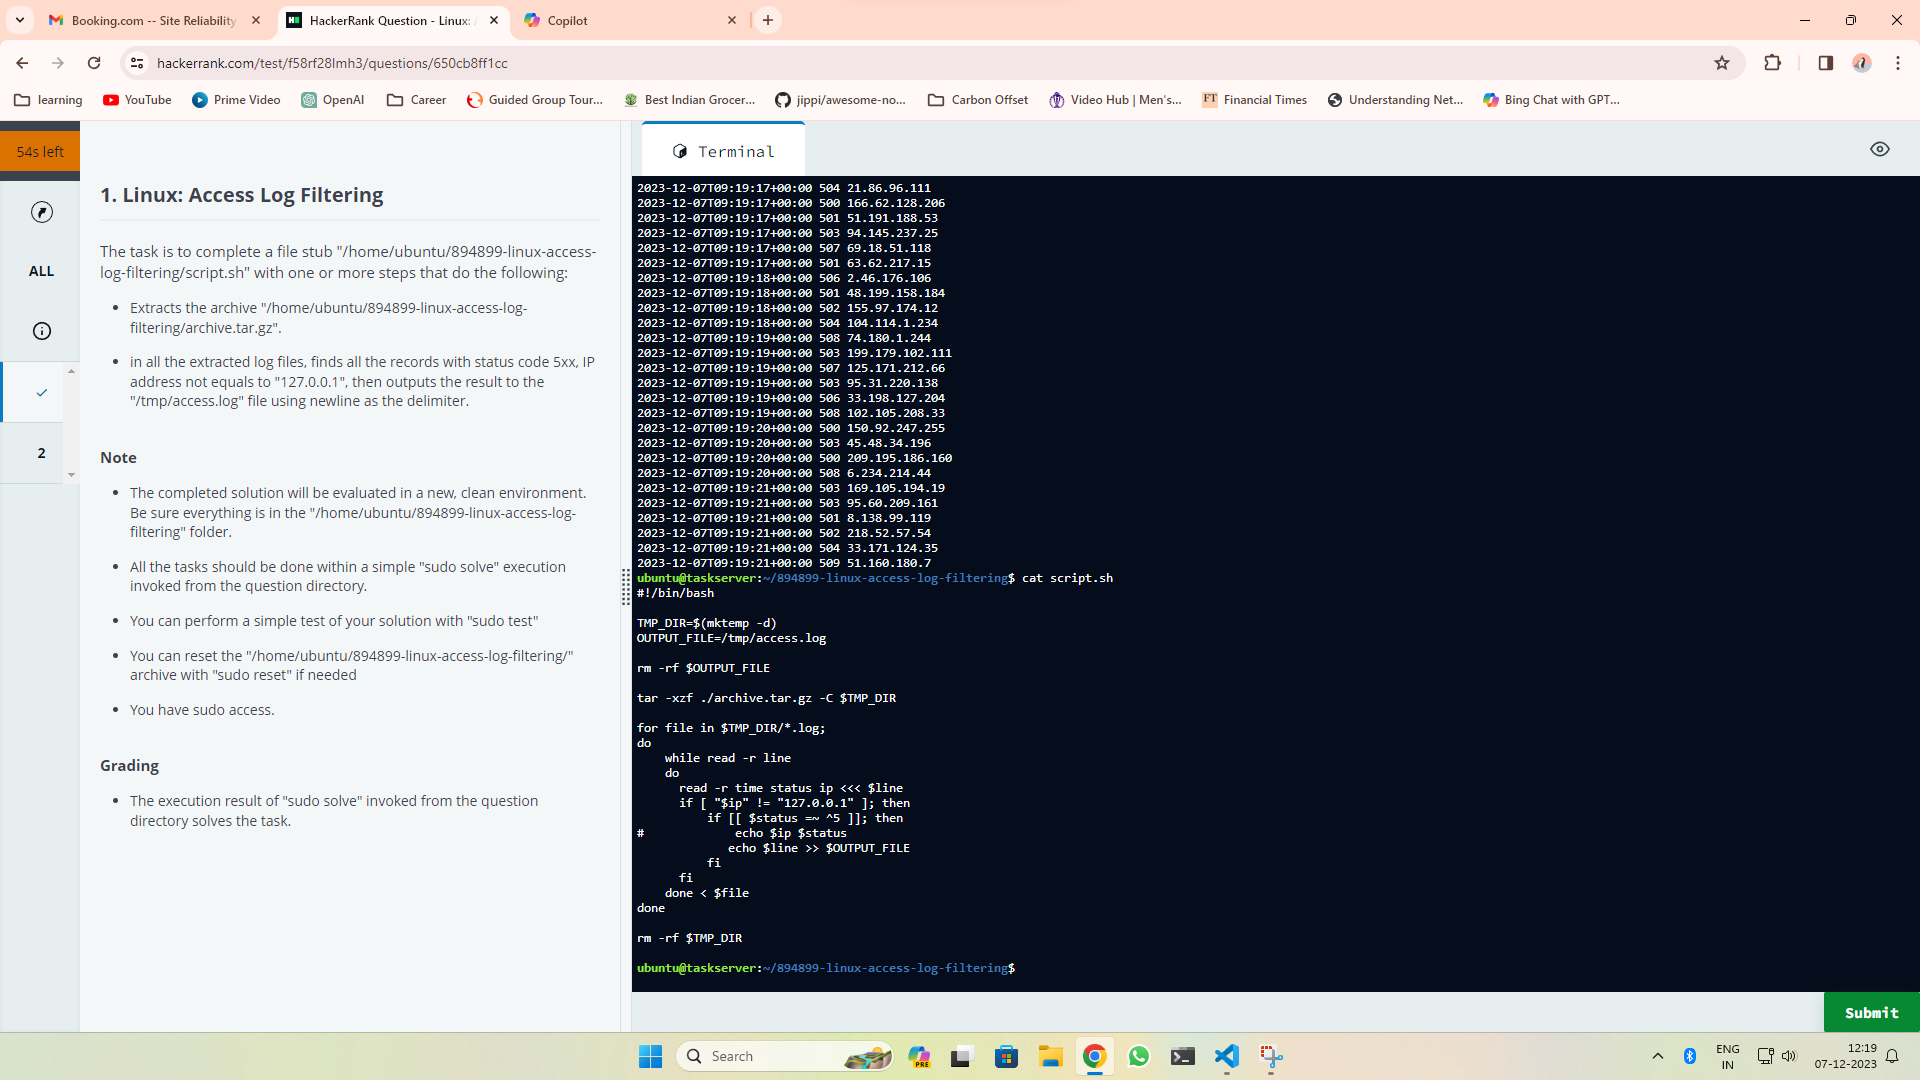 Booking.com -- Site Reliability
HackerRank Question - Linux: A
Copilot
hackerrank.com/test/f58rf28lmh3/questions/650cb8ff1cc
learning
YouTube
Prime Video
OpenAI
Career
Guided Group Tour...
Best Indian Grocer...
jippi/awesome-no...
Carbon Offset
Video Hub | Men's...
FT Financial Times
Understanding Net...
Bing Chat with GPT...
54s left
ALL
2
1. Linux: Access Log Filtering
The task is to complete a file stub "/home/ubuntu/894899-linux-access-
log-filtering/script.sh" with one or more steps that do the following:
• Extracts the archive "/home/ubuntu/894899-linux-access-log-
filtering/archive.tar.gz".
• in all the extracted log files, finds all the records with status code 5xx, IP
address not equals to "127.0.0.1", then outputs the result to the
"/tmp/access.log" file using newline as the delimiter.
Note
• The completed solution will be evaluated in a new, clean environment.
Be sure everything is in the "/home/ubuntu/894899-linux-access-log-
filtering" folder.
• All the tasks should be done within a simple "sudo solve" execution
invoked from the question directory.
• You can perform a simple test of your solution with "sudo test"
• You can reset the "/home/ubuntu/894899-linux-access-log-filtering/"
archive with "sudo reset" if needed
• You have sudo access.
Grading
• The execution result of "sudo solve" invoked from the question
directory solves the task.
Terminal
2023-12-07T09:19:17+00:00 504 21.86.96.111
2023-12-07T09:19:17+00:00 500 166.62.128.206
2023-12-07T09:19:17+00:00 501 51.191.188.53
2023-12-07T09:19:17+00:00 503 94.145.237.25
2023-12-07T09:19:17+00:00 507 69.18.51.118
2023-12-07T09:19:17+00:00 501 63.62.217.15
2023-12-07T09:19:18+00:00 506 2.46.176.106
2023-12-07T09:19:18+00:00 501 48.199.158.184
2023-12-07T09:19:18+00:00 502 155.97.174.12
2023-12-07T09:19:18+00:00 504 104.114.1.234
2023-12-07T09:19:19+00:00 508 74.180.1.244
2023-12-07T09:19:19+00:00 503 199.179.102.111
2023-12-07T09:19:19+00:00 507 125.171.212.66
2023-12-07T09:19:19+00:00 503 95.31.220.138
2023-12-07T09:19:19+00:00 506 33.198.127.204
2023-12-07T09:19:19+00:00 508 102.105.208.33
2023-12-07T09:19:20+00:00 500 150.92.247.255
2023-12-07T09:19:20+00:00 503 45.48.34.196
2023-12-07T09:19:20+00:00 500 209.195.186.160
2023-12-07T09:19:20+00:00 508 6.234.214.44
2023-12-07T09:19:21+00:00 503 169.105.194.19
2023-12-07T09:19:21+00:00 503 95.60.209.161
2023-12-07T09:19:21+00:00 501 8.138.99.119
2023-12-07T09:19:21+00:00 502 218.52.57.54
2023-12-07T09:19:21+00:00 504 33.171.124.35
2023-12-07T09:19:21+00:00 509 51.160.180.7
ubuntu@taskserver:~/894899-linux-access-log-filtering$ cat script.sh
#!/bin/bash
TMP_DIR=$(mktemp -d)
OUTPUT_FILE=/tmp/access.log
rm -rf $OUTPUT_FILE
tar -xzf ./archive.tar.gz -C $TMP_DIR
for file in $TMP_DIR/*.log;
do
while read -r line
do
read -r time status ip <<< $line
if [ "$ip" != "127.0.0.1" ]; then
if [[ $status =~ ^5 ]]; then
# echo $ip $status
echo $line >> $OUTPUT_FILE
fi
fi
done < $file
done
rm -rf $TMP_DIR
ubuntu@taskserver:~/894899-linux-access-log-filtering$
Submit
Search
PRE
ENG
IN
12:19
07-12-2023